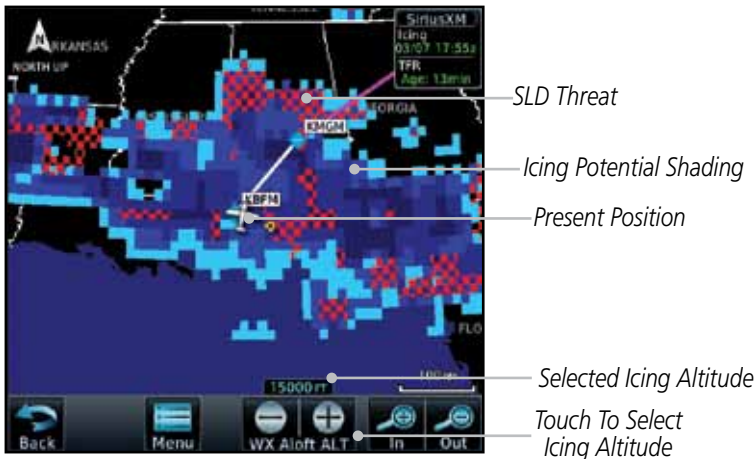 SiriusXM
Icing
03/07 17:55
TFR
Age: 13min
N
ARKANSAS
NORTH UP
GEORGIA
KMGM
KBFM
FLO
15000 FT
Back
Menu
WX Aloft ALT
In
Out
SLD Threat
Icing Potential Shading
Present Position
Selected Icing Altitude
Touch To Select
Icing Altitude